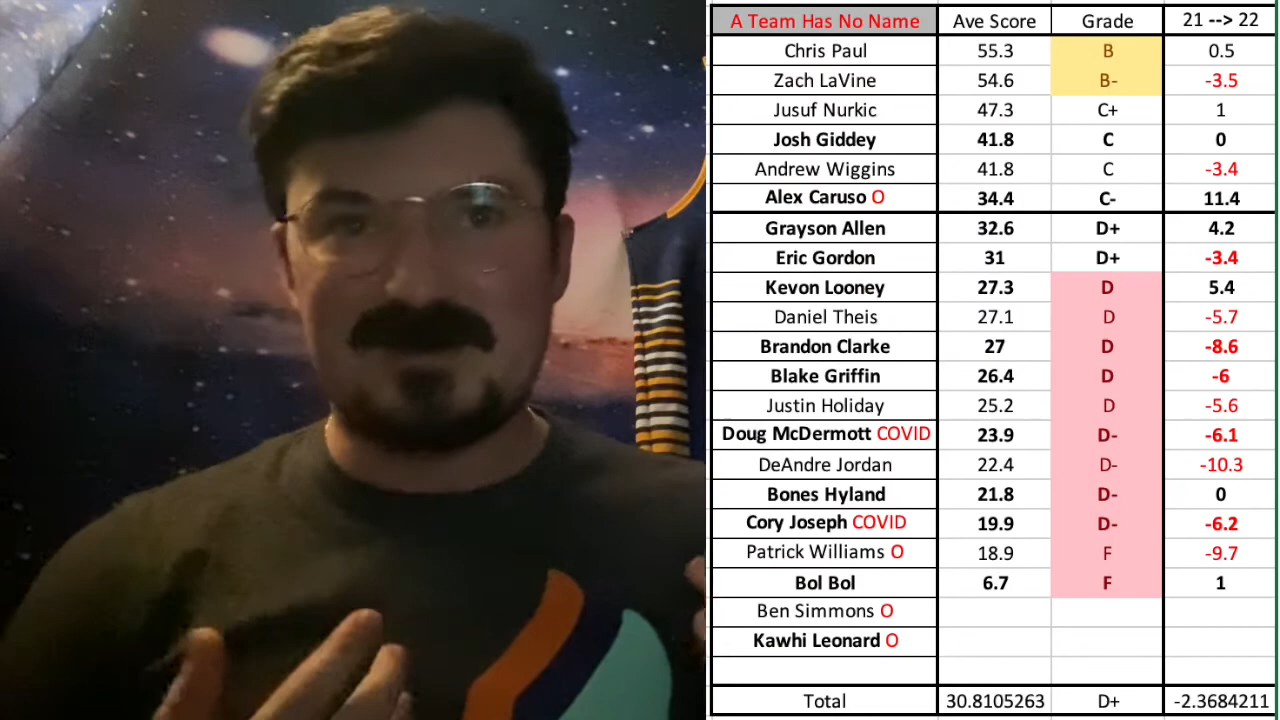 A Team Has No Name Ave Score Grade 21 --> 22
Chris Paul 55.3 B 0.5
Zach LaVine 54.6 B- -3.5
Jusuf Nurkic 47.3 C+ 1
Josh Giddey 41.8 C 0
Andrew Wiggins 41.8 C -3.4
Alex Caruso O 34.4 C- 11.4
Grayson Allen 32.6 D+ 4.2
Eric Gordon 31 D+ -3.4
Kevon Looney 27.3 D 5.4
Daniel Theis 27.1 D -5.7
Brandon Clarke 27 D -8.6
Blake Griffin 26.4 D -6
Justin Holiday 25.2 D -5.6
Doug McDermott COVID 23.9 D- -6.1
DeAndre Jordan 22.4 D- -10.3
Bones Hyland 21.8 D- 0
Cory Joseph COVID 19.9 D- -6.2
Patrick Williams O 18.9 F -9.7
Bol Bol 6.7 F 1
Ben Simmons O
Kawhi Leonard O
Total 30.8105263 D+ -2.3684211